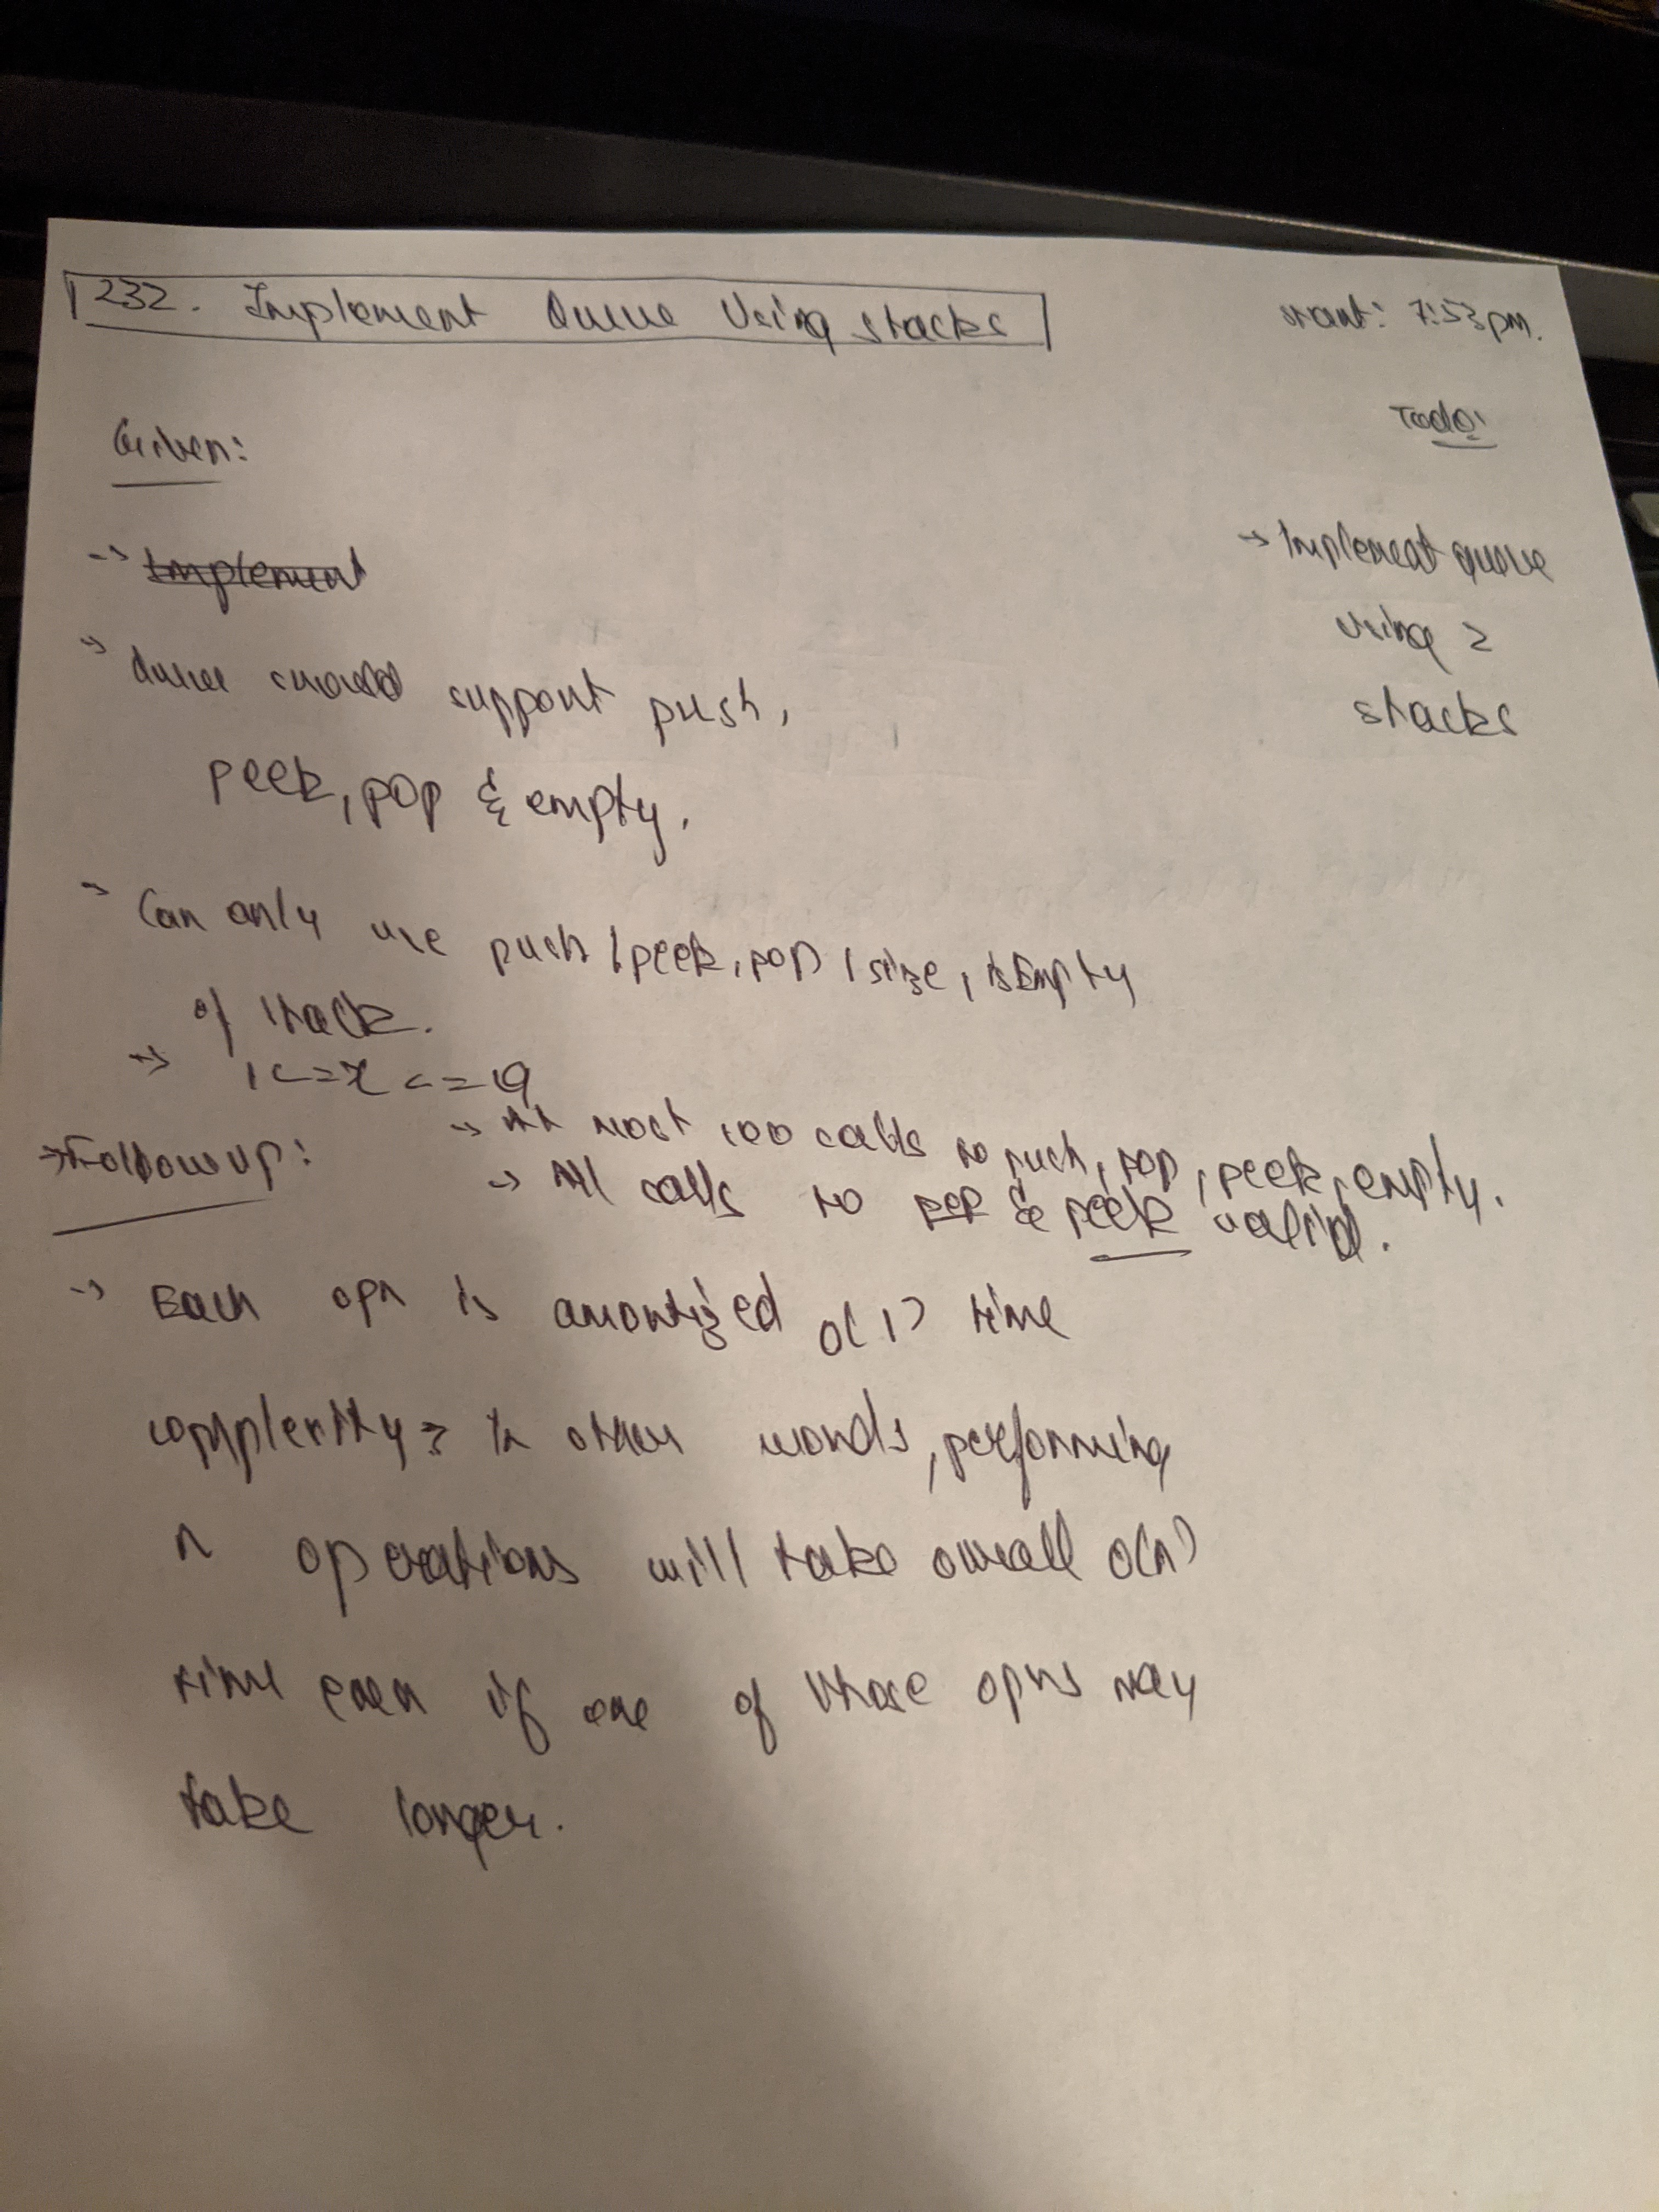 232. Implement Queue Using stacks
start: 7:53pm.
Given:
Todo:
→ Implement
→ Implement queue
using 2
stacks
→ Queue should support push,
peek, pop & empty.
→ Can only use push, peek, pop, size, isEmpty
of stack.
→ 1<=x<=9
→ At most 100 calls to push, pop, peek, empty.
→ All calls to pop & peek valid.
→Followup:
→ Each opn is amortized O(1) time
complexity? In other words, performing
n operations will take overall O(n)
time even if one of those opns may
take longer.